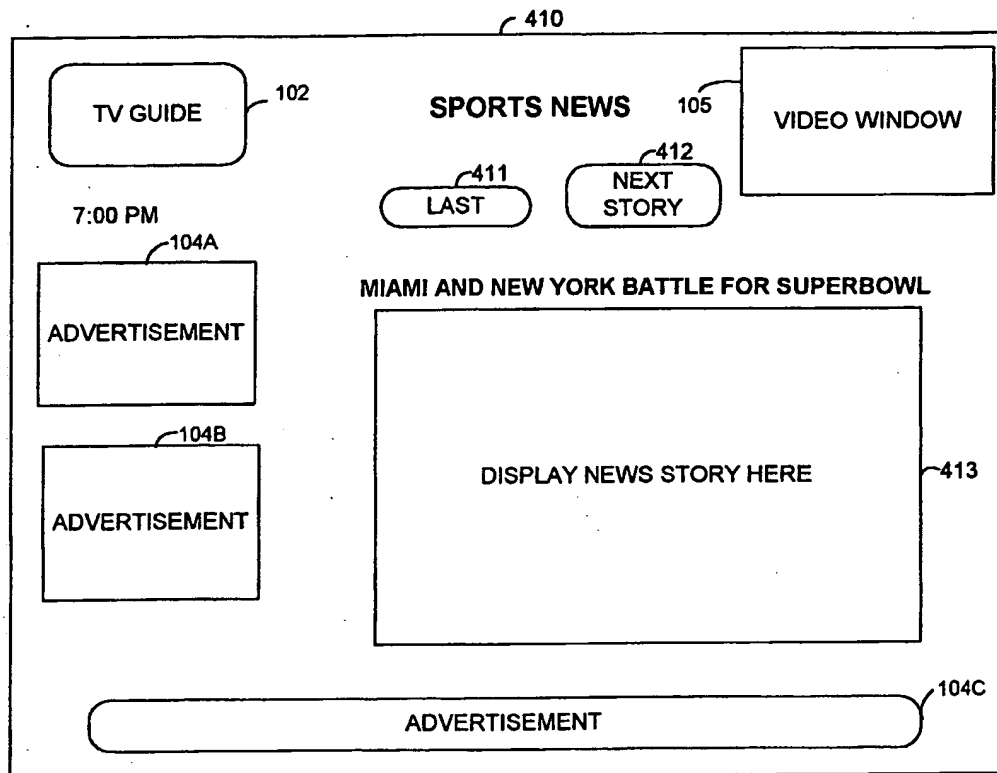 410
TV GUIDE
102
SPORTS NEWS
105
VIDEO WINDOW
411
LAST
412
NEXT
STORY
7:00 PM
104A
ADVERTISEMENT
MIAMI AND NEW YORK BATTLE FOR SUPERBOWL
104B
ADVERTISEMENT
DISPLAY NEWS STORY HERE
413
104C
ADVERTISEMENT